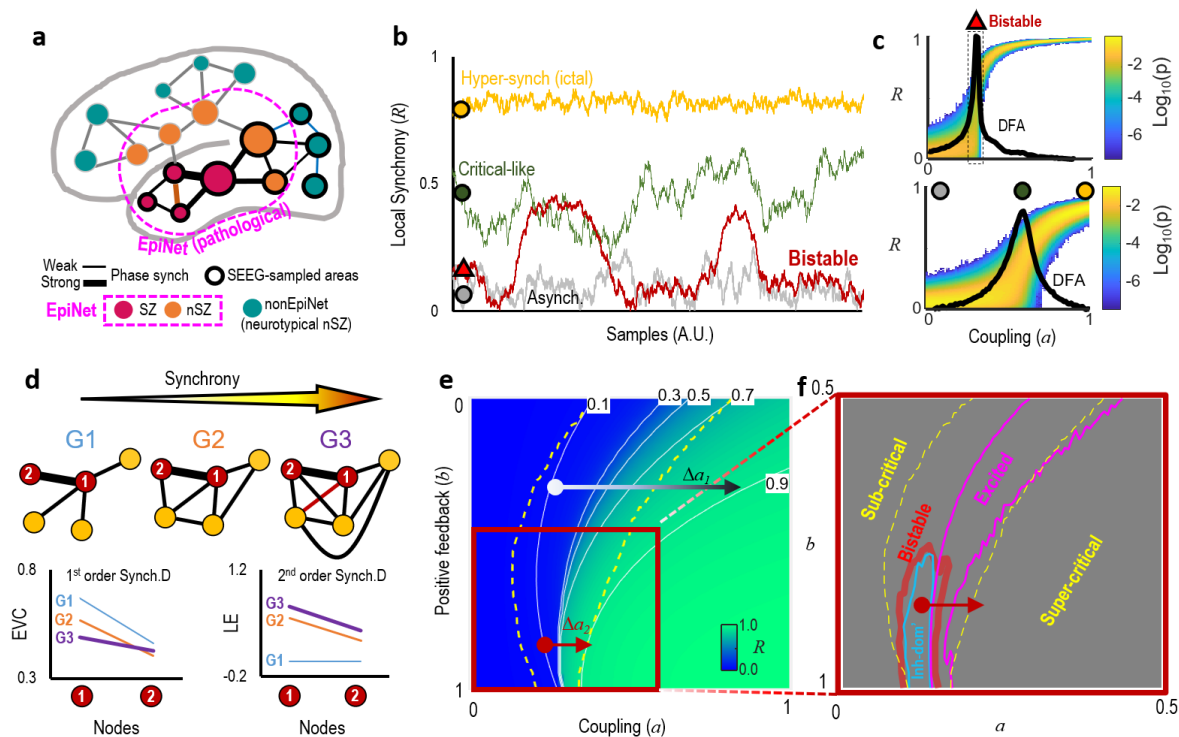 a
EpiNet (pathological)
Weak
Strong
Phase synch
SEEG-sampled areas
EpiNet
SZ
nSZ
nonEpiNet
(neurotypical nSZ)
b
1
0.5
0
Local Synchrony (R)
Hyper-synch (ictal)
Critical-like
Bistable
Asynch.
Samples (A.U.)
c
Bistable
1
R
0
DFA
0
1
-2
-4
-6
Log10(p)
1
R
0
DFA
0
1
Coupling (a)
-2
-4
-6
Log10(p)
d
Synchrony
G1
G2
G3
2
1
2
1
2
1
0.8
1st order Synch.D
EVC
G1
G2
G3
0.3
1
2
Nodes
1.2
2nd order Synch.D
LE
G3
G2
G1
-0.2
1
2
Nodes
e
0
0.1
0.3
0.5
0.7
0.9
Δa1
Δa2
Positive feedback (b)
1.0
0.0
R
1
0
1
Coupling (a)
f
0.5
Sub-critical
Bistable
Excited
Inh-dom'
Super-critical
b
1
0
0.5
a